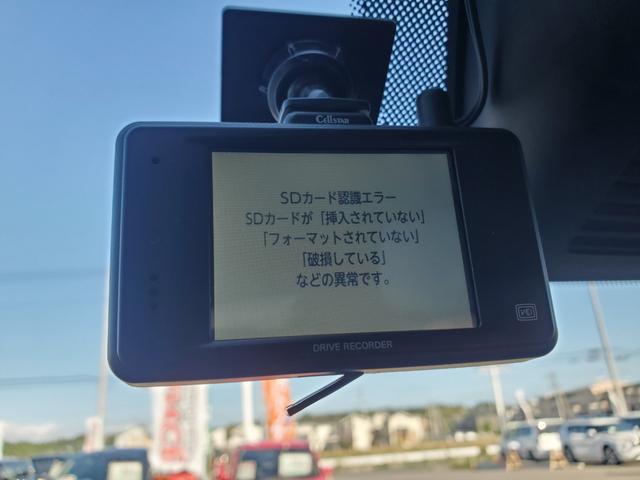 CELLSTAR
SDカード認識エラー
SDカードが「挿入されていない」
「フォーマットされていない」
「破損している」
などの異常です。
DRIVE RECORDER